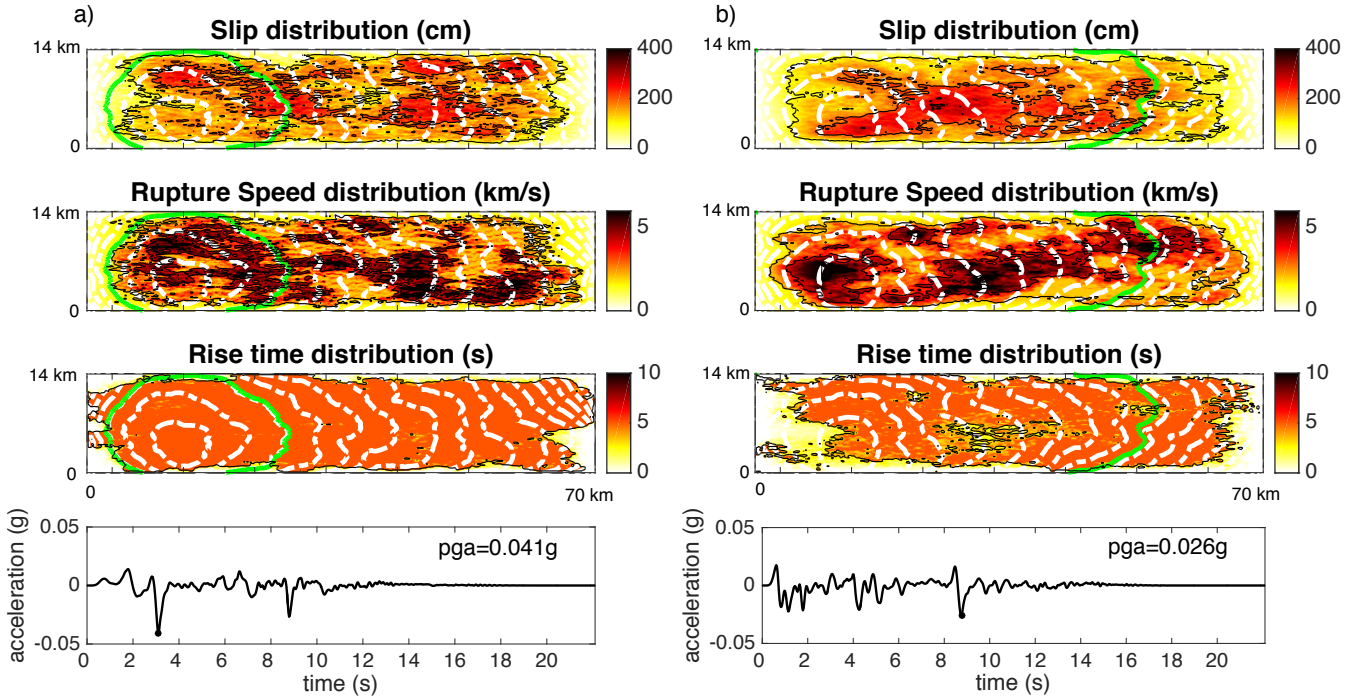 a)
Slip distribution (cm)
14 km
0
400
200
0
Rupture Speed distribution (km/s)
14 km
0
5
0
Rise time distribution (s)
14 km
0
10
5
0
0
70 km
0.05
0
-0.05
acceleration (g)
pga=0.041g
0 2 4 6 8 10 12 14 16 18 20
time (s)
b)
Slip distribution (cm)
14 km
0
400
200
0
Rupture Speed distribution (km/s)
14 km
0
5
0
Rise time distribution (s)
14 km
0
10
5
0
0
70 km
0.05
0
-0.05
acceleration (g)
pga=0.026g
0 2 4 6 8 10 12 14 16 18 20
time (s)